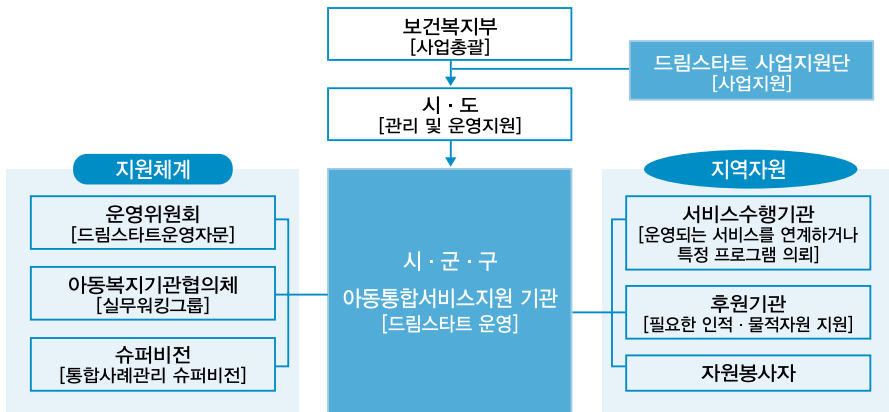 보건복지부
[사업총괄]
드림스타트 사업지원단
[사업지원]
시 · 도
[관리 및 운영지원]
지원체계
운영위원회
[드림스타트운영자문]
아동복지기관협의체
[실무워킹그룹]
슈퍼비전
[통합사례관리 슈퍼비전]
시 · 군 · 구
아동통합서비스지원 기관
[드림스타트 운영]
지역자원
서비스수행기관
[운영되는 서비스를 연계하거나
특정 프로그램 의뢰]
후원기관
[필요한 인적 · 물적자원 지원]
자원봉사자